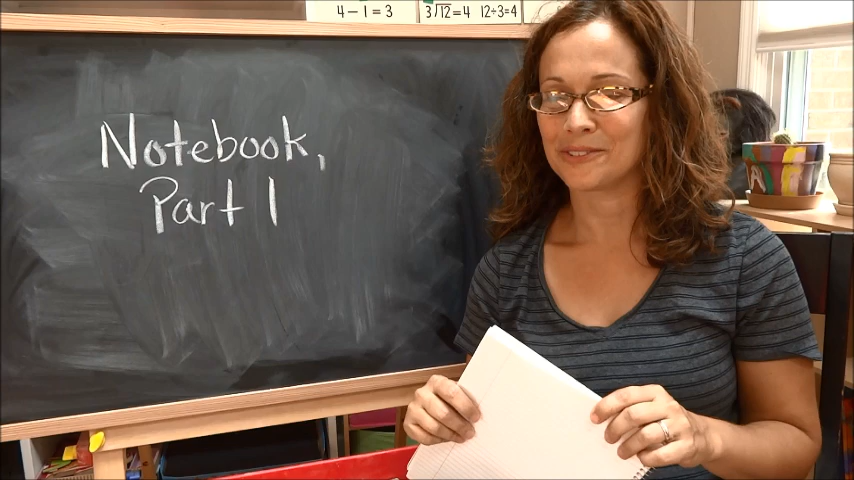 4 − 1 = 3
3√12 = 4 12÷3=4
Notebook,
Part 1